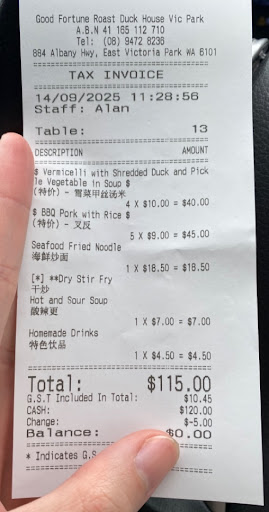 Good Fortune Roast Duck House Vic Park
A.B.N 41 165 112 710
Tel: (08) 9472 8236
864 Albany Hwy, East Victoria Park WA 6101
TAX INVOICE
14/09/2025 11:28:56
Staff: Alan
Table: 13
DESCRIPTION AMOUNT
$ Vermicelli with Shredded Duck and Pick
le Vegetable in Soup $
(特价) - 雪菜甲丝汤米
4 X $10.00 = $40.00
$ BBQ Pork with Rice $
(特价) - 叉反
5 X $9.00 = $45.00
Seafood Fried Noodle
海鲜炒面
1 X $18.50 = $18.50
[*] **Dry Stir Fry
干炒
Hot and Sour Soup
酸辣更
1 X $7.00 = $7.00
Homemade Drinks
特色饮品
1 X $4.50 = $4.50
Total: $115.00
G.S.T Included In Total: $10.45
CASH: $120.00
Change: $-5.00
Balance: $0.00
* Indicates G.S